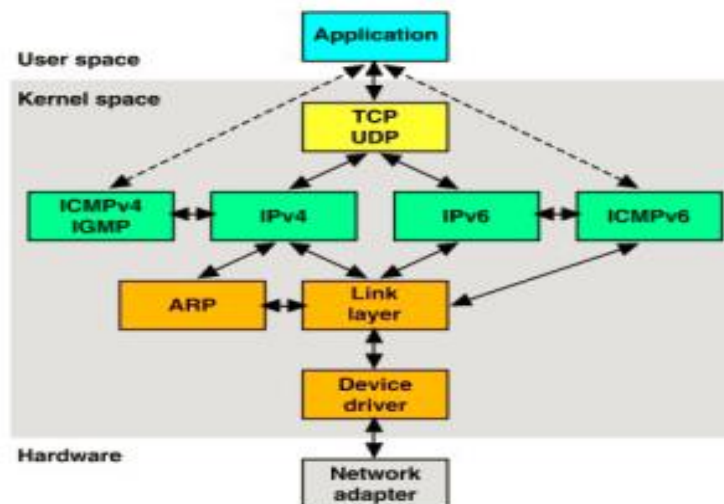 Application
User space
Kernel space
TCP
UDP
ICMPv4
IGMP
IPv4
IPv6
ICMPv6
ARP
Link
layer
Device
driver
Hardware
Network
adapter